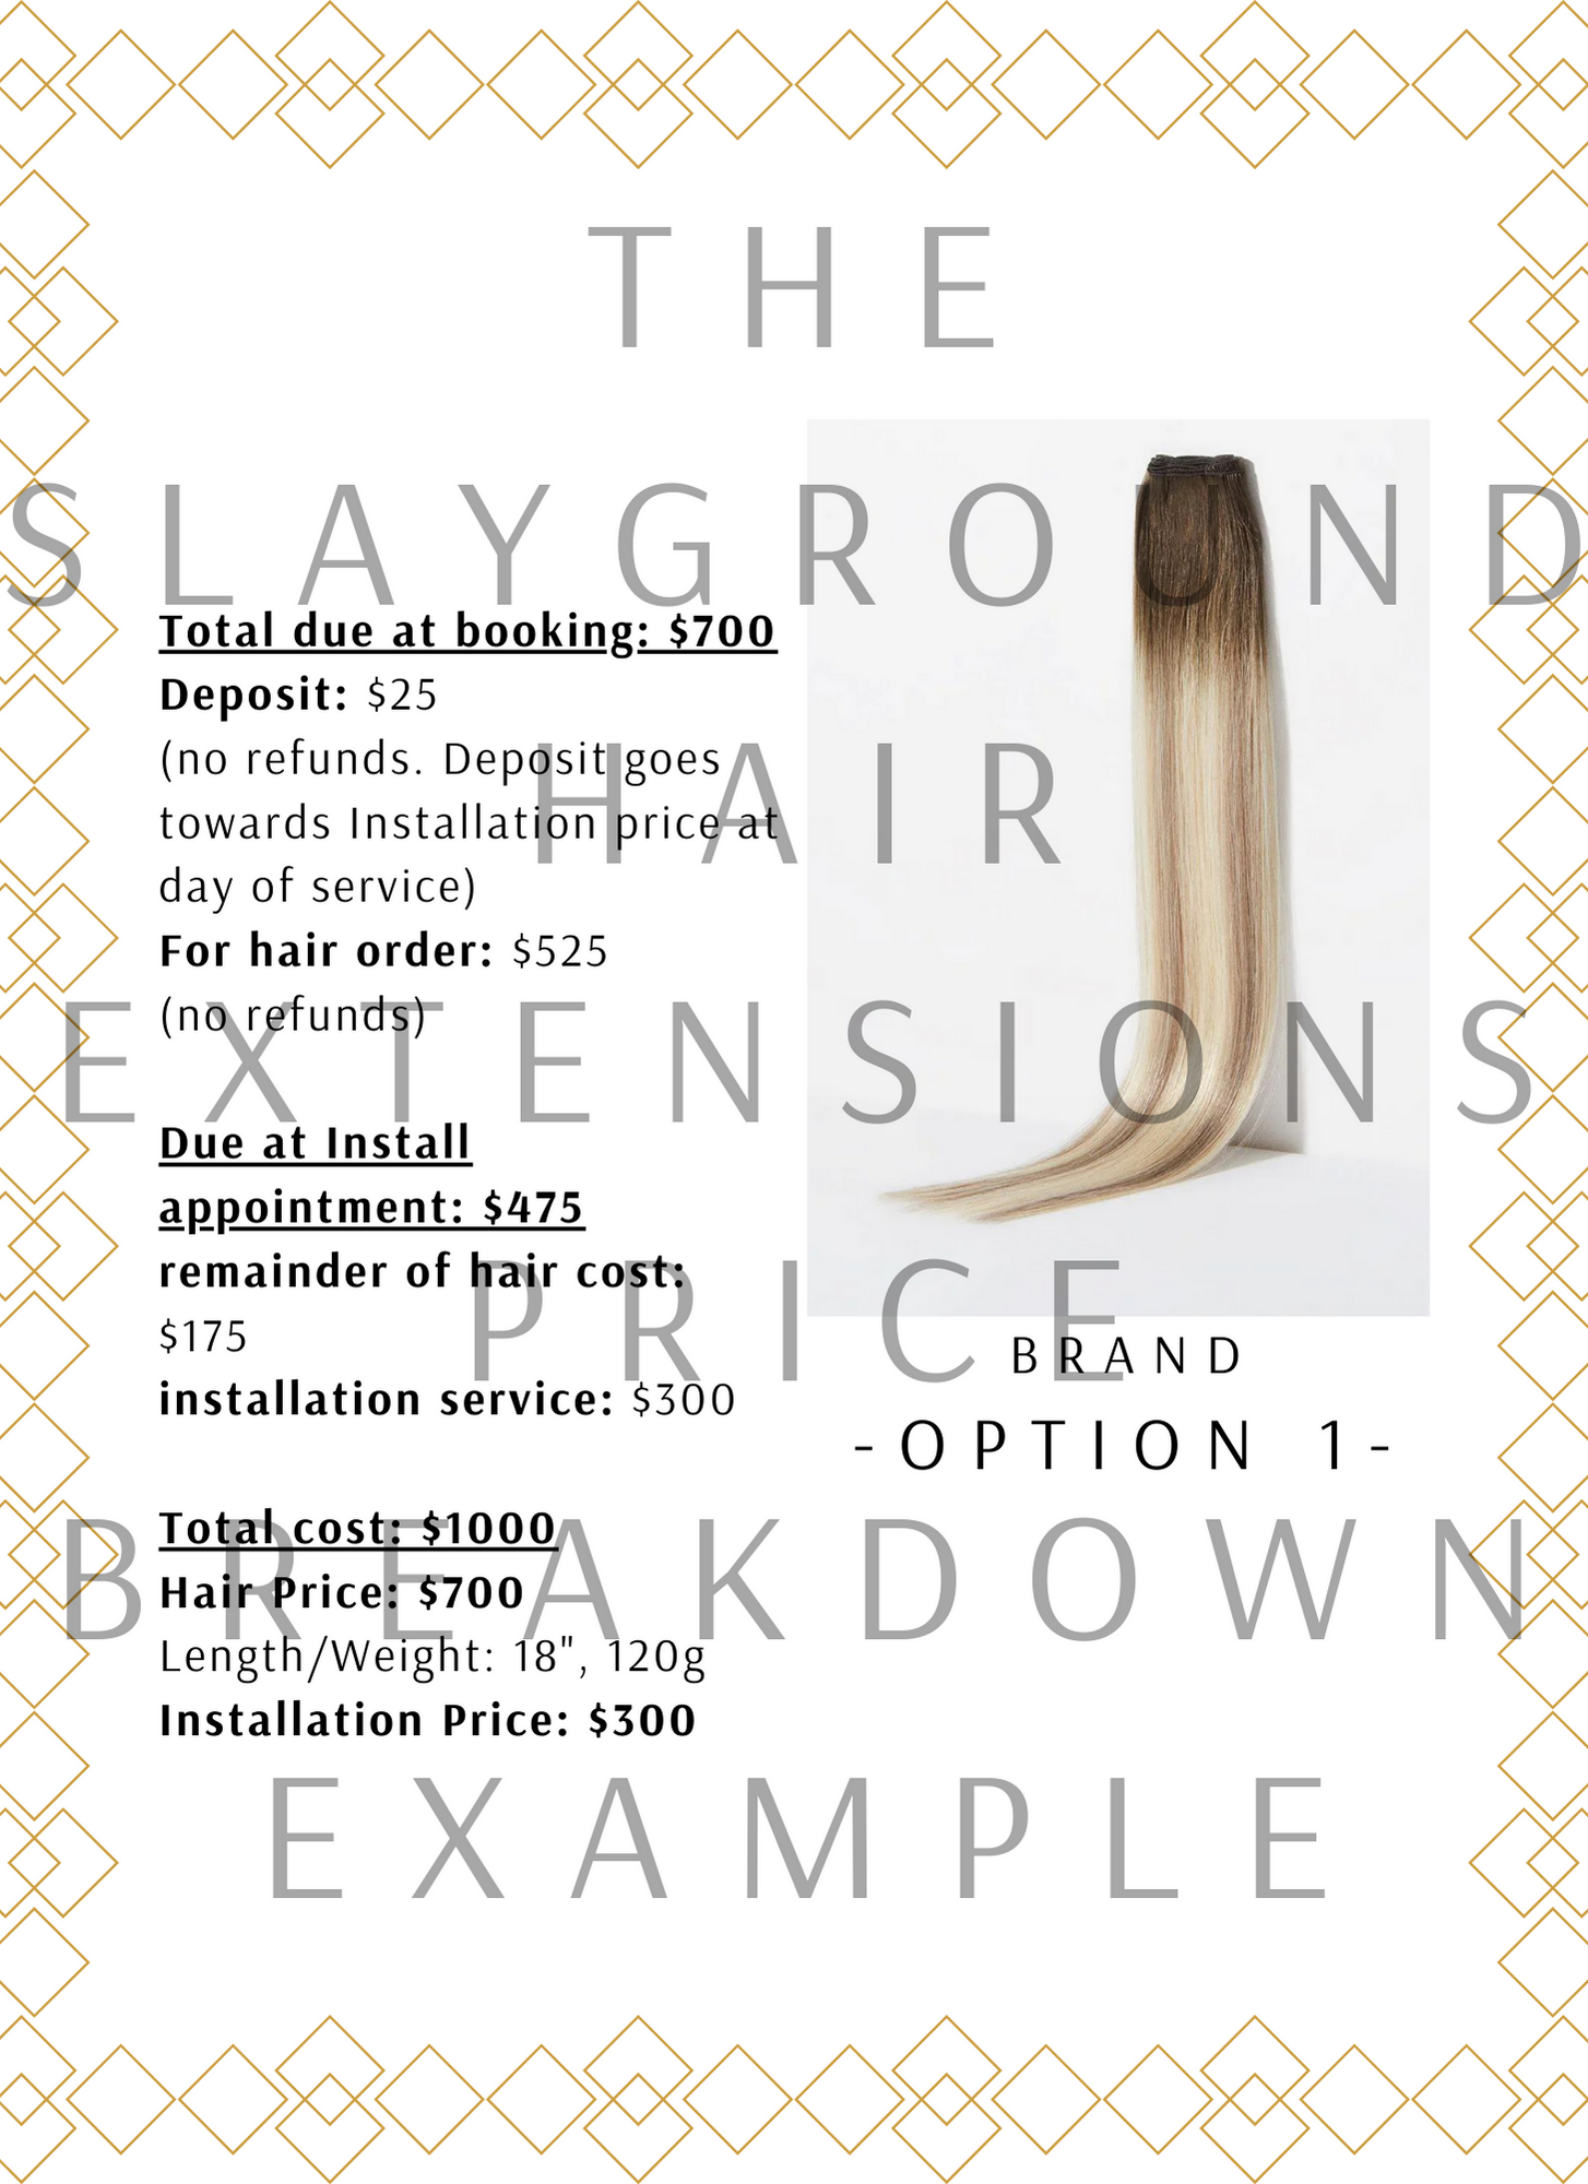 THE
SLAYGROUND
HAIR
EXTENSIONS
PRICE
BREAKDOWN
EXAMPLE
Total due at booking: $700
Deposit: $25
(no refunds. Deposit goes
towards Installation price at
day of service)
For hair order: $525
(no refunds)
Due at Install
appointment: $475
remainder of hair cost:
$175
installation service: $300
Total cost: $1000
Hair Price: $700
Length/Weight: 18", 120g
Installation Price: $300
BRAND
-OPTION 1-